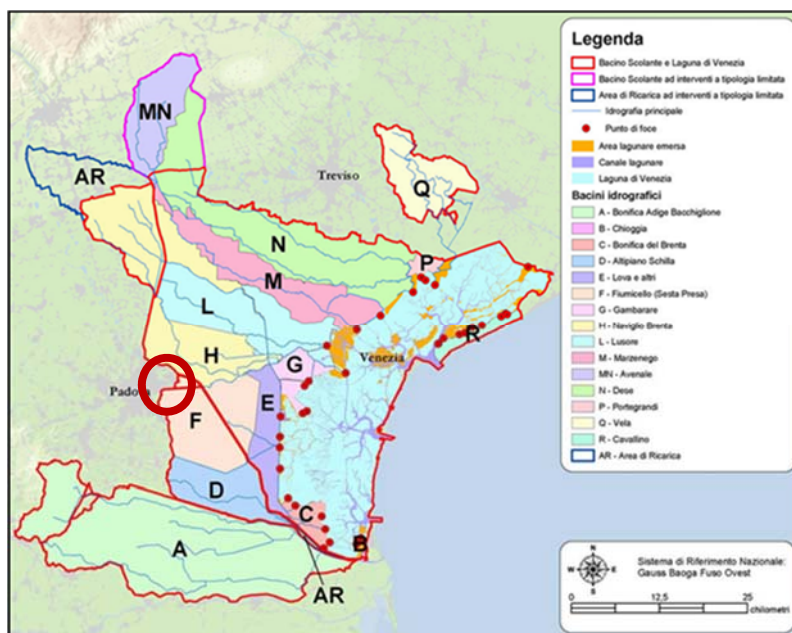 MN
AR
Treviso
Q
N
P
M
L
R
Venezia
H
G
Padova
E
F
D
C
B
A
AR
Legenda
Bacino Scolante e Laguna di Venezia
Bacino Scolante ad interventi a tipologia limitata
Area di Ricarica ad interventi a tipologia limitata
Idrografia principale
Punto di foce
Area lagunare emersa
Canale lagunare
Laguna di Venezia
Bacini idrografici
A - Bonifica Adige Bacchiglione
B - Chioggia
C - Bonifica del Brenta
D - Altipiano Schilla
E - Lova e altri
F - Fiumicello (Sesta Presa)
G - Gambarare
H - Naviglio Brenta
L - Lusore
M - Marzenego
MN - Avenale
N - Dese
P - Portegrandi
Q - Vela
R - Cavallino
AR - Area di Ricarica
N
W E
S
Sistema di Riferimento Nazionale:
Gauss Baoga Fuso Ovest
0 12,5 25
chilometri